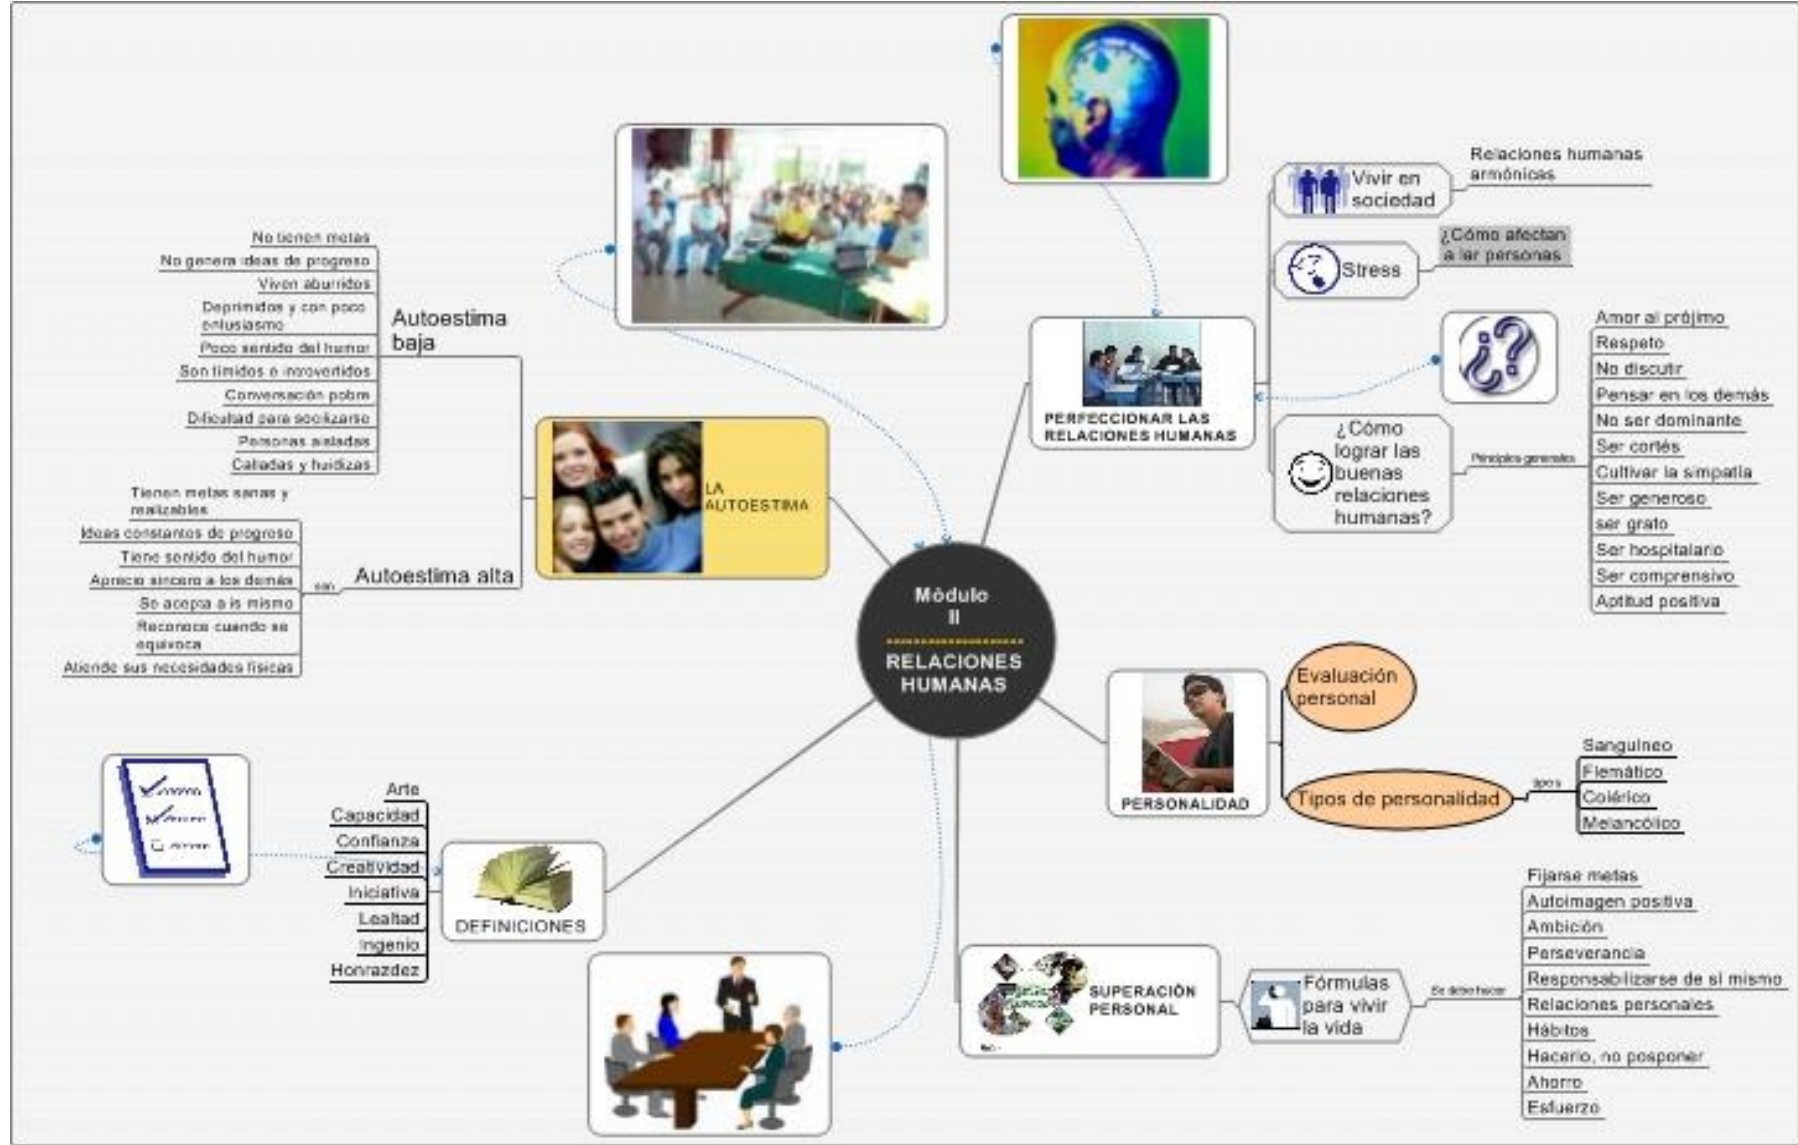 Módulo
II
RELACIONES
HUMANAS
PERFECCIONAR LAS
RELACIONES HUMANAS
Vivir en
sociedad
Relaciones humanas
armónicas
Stress
¿Cómo afectan
a lar personas
¿Cómo
lograr las
buenas
relaciones
humanas?
Principios generales
Amor al prójimo
Respeto
No discutir
Pensar en los demás
No ser dominante
Ser cortés
Cultivar la simpatía
Ser generoso
ser grato
Ser hospitalario
Ser comprensivo
Aptitud positiva
PERSONALIDAD
Evaluación
personal
Tipos de personalidad
tipos
Sanguíneo
Flemático
Colérico
Melancólico
SUPERACIÓN
PERSONAL
Fórmulas
para vivir
la vida
Se debe hacer
Fijarse metas
Autoimagen positiva
Ambición
Perseverancia
Responsabilizarse de sí mismo
Relaciones personales
Hábitos
Hacerlo, no posponer
Ahorro
Esfuerzo
DEFINICIONES
Arte
Capacidad
Confianza
Creatividad
Iniciativa
Lealtad
Ingenio
Honrazdez
LA
AUTOESTIMA
Autoestima
baja
No tienen metas
No genera ideas de progreso
Viven aburridos
Deprimidos y con poco
entusiasmo
Poco sentido del humor
Son tímidos e introvertidos
Conversación pobre
Dificultad para socilizarse
Personas aisladas
Calladas y huidizas
Autoestima alta
son
Tienen metas sanas y
realizables
Ideas constantes de progreso
Tiene sentido del humor
Aprecio sincero a los demás
Se acepta a is mismo
Reconoce cuando se
equivoca
Atiende sus necesidades físicas